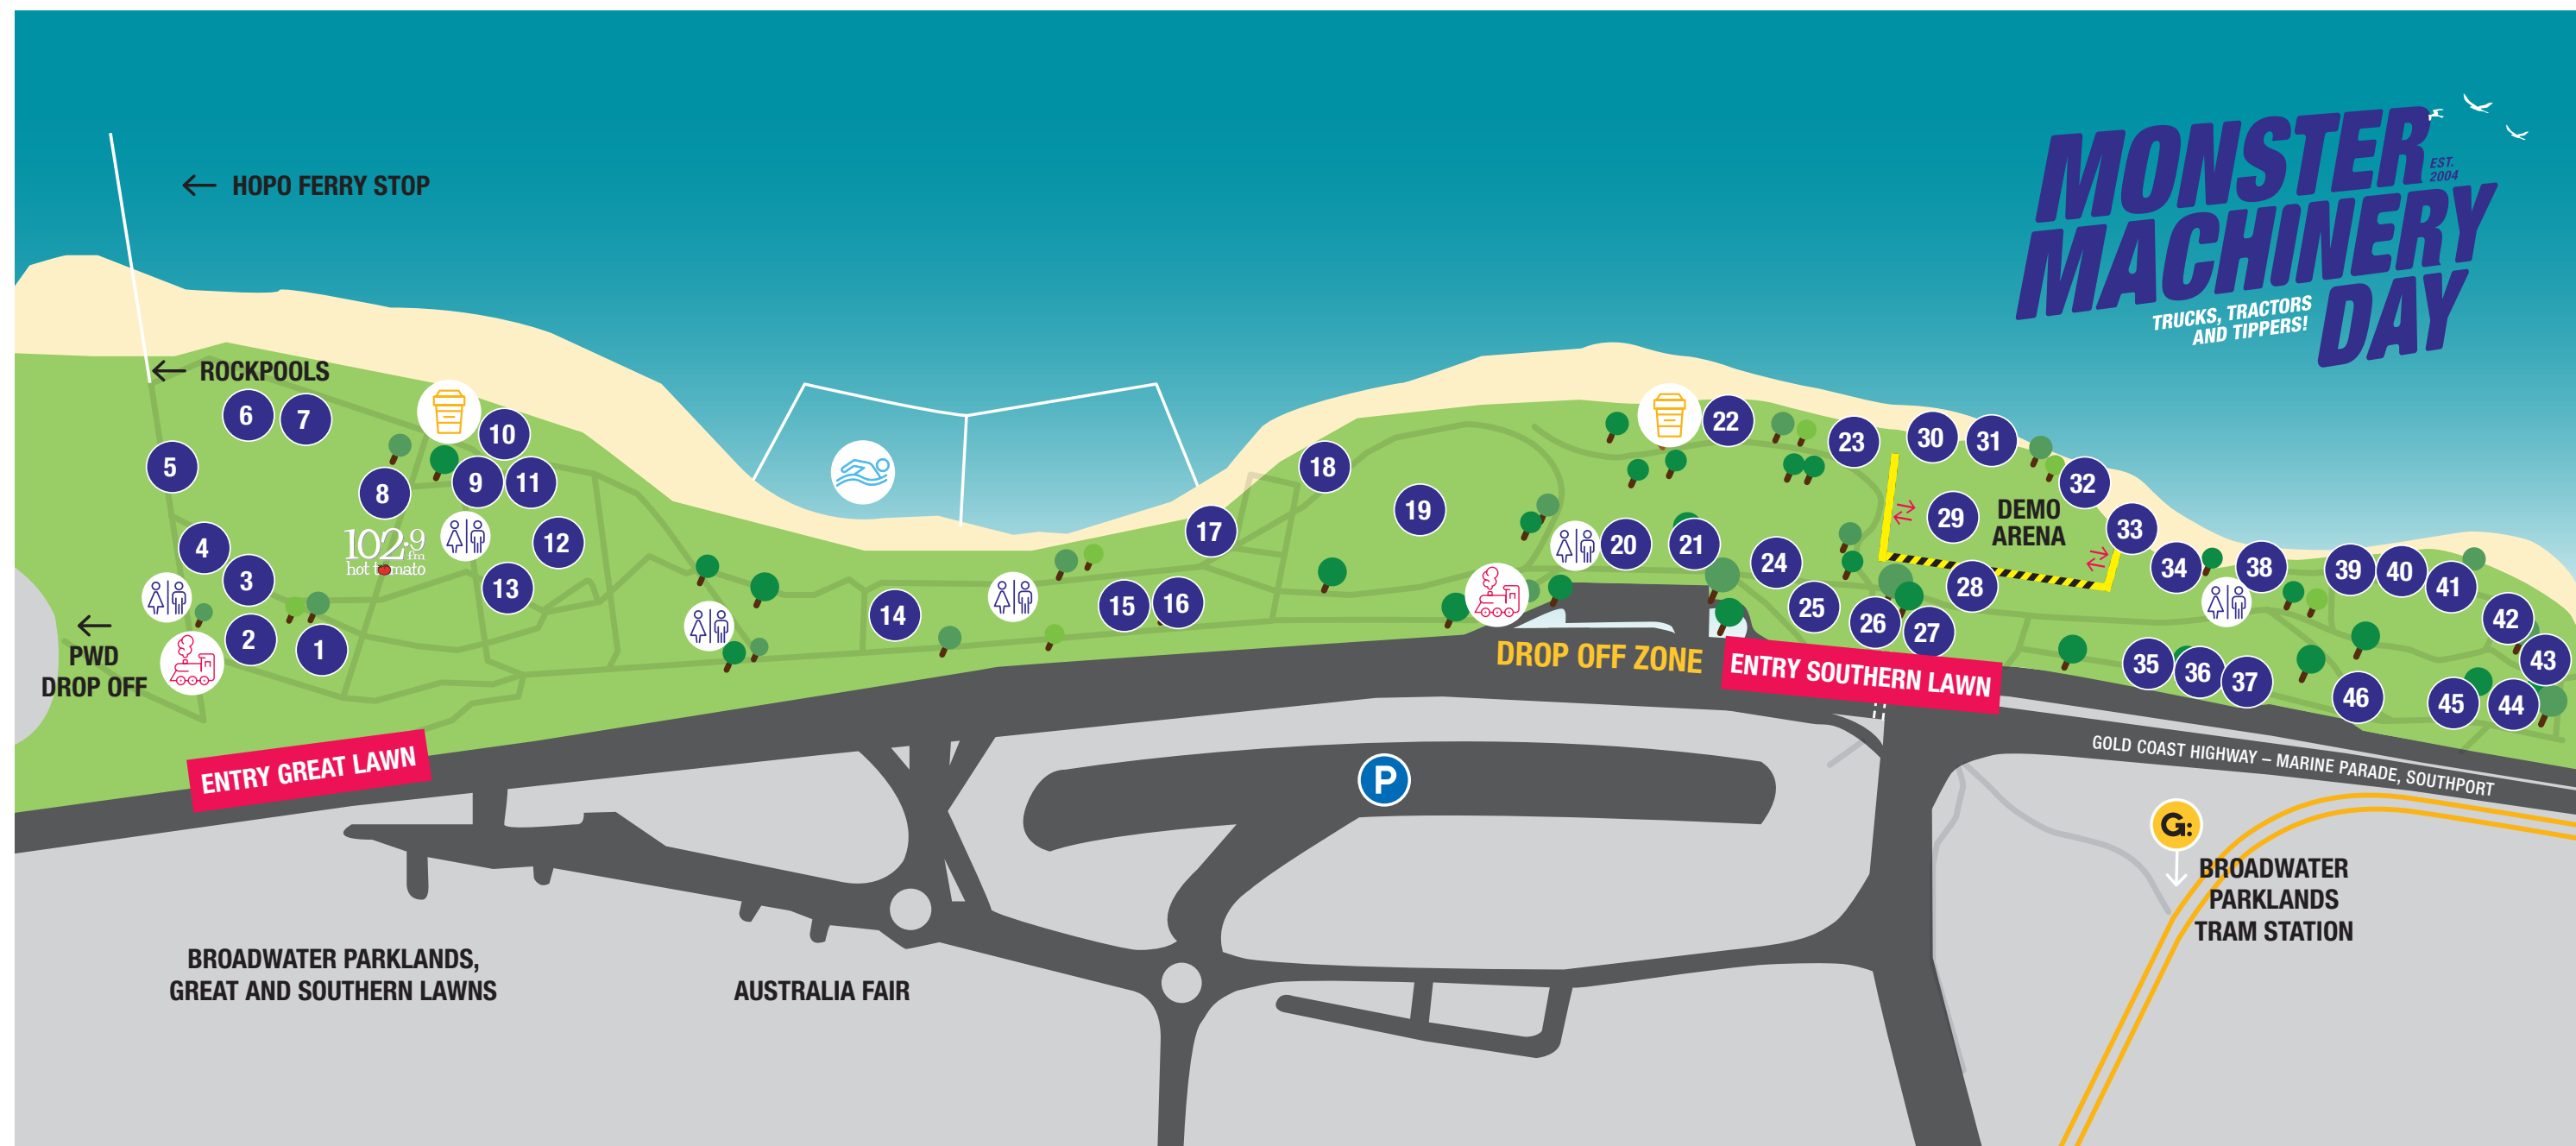 MONSTER
EST.
2004
MACHINERY
TRUCKS, TRACTORS
AND TIPPERS!
DAY
← HOPO FERRY STOP
← ROCKPOOLS
6
7
10
5
8
9
11
4
102.9
fm
hot tomato
12
3
13
2
1
←
PWD
DROP OFF
14
15
16
17
18
19
20
21
22
23
30
31
32
29
DEMO
ARENA
33
24
25
26
27
28
34
38
39
40
41
42
43
35
36
37
46
45
44
DROP OFF ZONE
ENTRY SOUTHERN LAWN
ENTRY GREAT LAWN
P
GOLD COAST HIGHWAY – MARINE PARADE, SOUTHPORT
G:
BROADWATER
PARKLANDS
TRAM STATION
BROADWATER PARKLANDS,
GREAT AND SOUTHERN LAWNS
AUSTRALIA FAIR